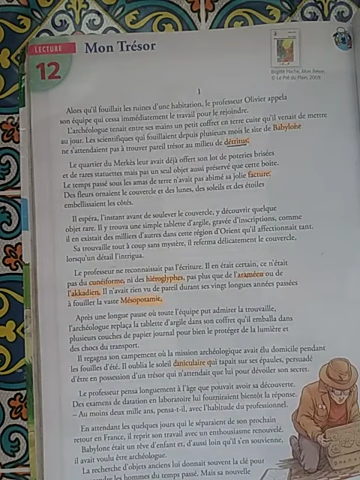 LECTURE
12
Mon Trésor
Brigitte Heller, Mon Trésor,
© Le Pré du Plain, 2009.
1
Alors qu'il fouillait les ruines d'une habitation, le professeur Olivier appela
son équipe qui cessa immédiatement le travail pour le rejoindre.
L'archéologue tenait entre ses mains un petit coffret en terre cuite qu'il venait de mettre
au jour. Les scientifiques qui fouillaient depuis plusieurs mois le site de Babylone
ne s'attendaient pas à trouver pareil trésor au milieu de détritus.
Le quartier du Merkès leur avait déjà offert son lot de poteries brisées
et de rares statuettes mais pas un seul objet aussi préservé que cette boîte.
Le temps passé sous les amas de terre n'avait pas abîmé sa jolie facture.
Des fleurs ornaient le couvercle et des lunes, des soleils et des étoiles
embellissaient les côtés.
Il espéra, l'instant avant de soulever le couvercle, y découvrir quelque
objet rare. Il y trouva une simple tablette d'argile, gravée d'inscriptions, comme
il en existait des milliers d'autres dans cette région d'Orient qu'il affectionnait tant.
Sa trouvaille tout à coup sans mystère, il referma délicatement le couvercle,
lorsqu'un détail l'intrigua.
Le professeur ne reconnaissait pas l'écriture. Il en était certain, ce n'était
pas du cunéiforme, ni des hiéroglyphes, pas plus que de l'araméen ou de
l'akkadien. Il n'avait rien vu de pareil durant ses vingt longues années passées
à fouiller la vaste Mésopotamie.
Après une longue pause où toute l'équipe put admirer la trouvaille,
l'archéologue replaça la tablette d'argile dans son coffret qu'il emballa dans
plusieurs couches de papier journal pour bien le protéger de la lumière et
des chocs du transport.
Il regagna son campement où la mission archéologique avait élu domicile pendant
les fouilles d'été. Il oublia le soleil daniculaire qui tapait sur ses épaules, persuadé
d'être en possession d'un trésor qui n'attendait que lui pour dévoiler son secret.
Le professeur pensa longuement à l'âge que pouvait avoir sa découverte.
Des examens de datation en laboratoire lui fourniraient bientôt la réponse.
– Au moins deux mille ans, pensa-t-il, avec l'habitude du professionnel.
En attendant les quelques jours qui le séparaient de son prochain
retour en France, il reprit son travail avec un enthousiasme renouvelé.
Babylone était un rêve d'enfant et, d'aussi loin qu'il s'en souvienne,
il avait voulu être archéologue.
La recherche d'objets anciens lui donnait souvent la clé pour
les hommes du temps passé. Mais sa nouvelle